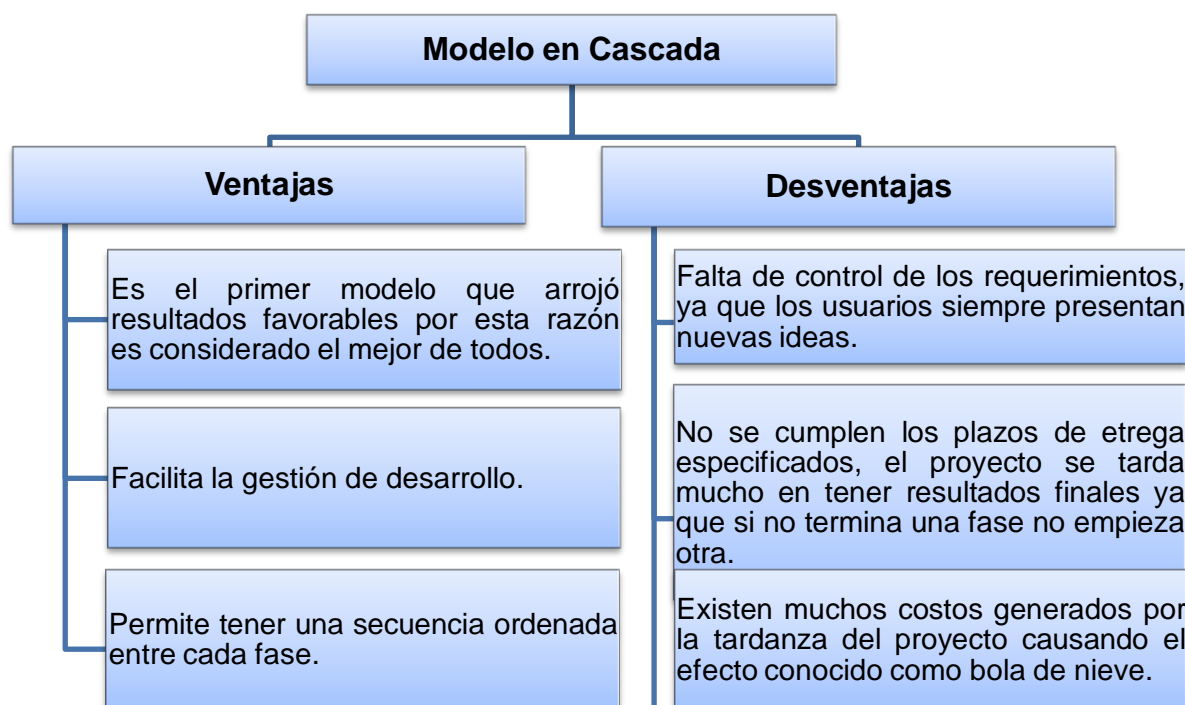 Modelo en Cascada
Ventajas
Es el primer modelo que arrojó
resultados favorables por esta razón
es considerado el mejor de todos.
Facilita la gestión de desarrollo.
Permite tener una secuencia ordenada
entre cada fase.
Desventajas
Falta de control de los requerimientos,
ya que los usuarios siempre presentan
nuevas ideas.
No se cumplen los plazos de etrega
especificados, el proyecto se tarda
mucho en tener resultados finales ya
que si no termina una fase no empieza
otra.
Existen muchos costos generados por
la tardanza del proyecto causando el
efecto conocido como bola de nieve.